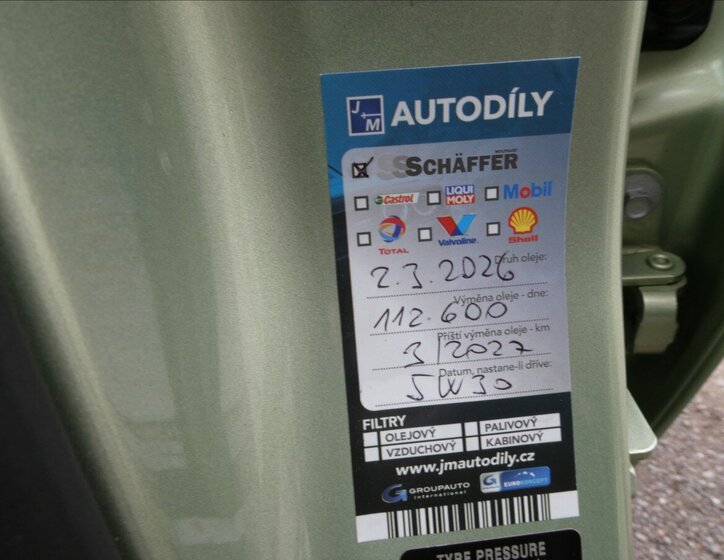 J+M AUTODÍLY
WOLFGANG
SCHÄFFER
Castrol LIQUI MOLY Mobil
TOTAL Valvoline Shell
Druh oleje:
2.3.2026
Výměna oleje - dne:
112.600
Příští výměna oleje - km
3/2027
Datum, nastane-li dříve:
5W30
FILTRY
OLEJOVÝ PALIVOVÝ
VZDUCHOVÝ KABINOVÝ
www.jmautodily.cz
G GROUPAUTO International G EUROKONCEPT
TYRE PRESSURE